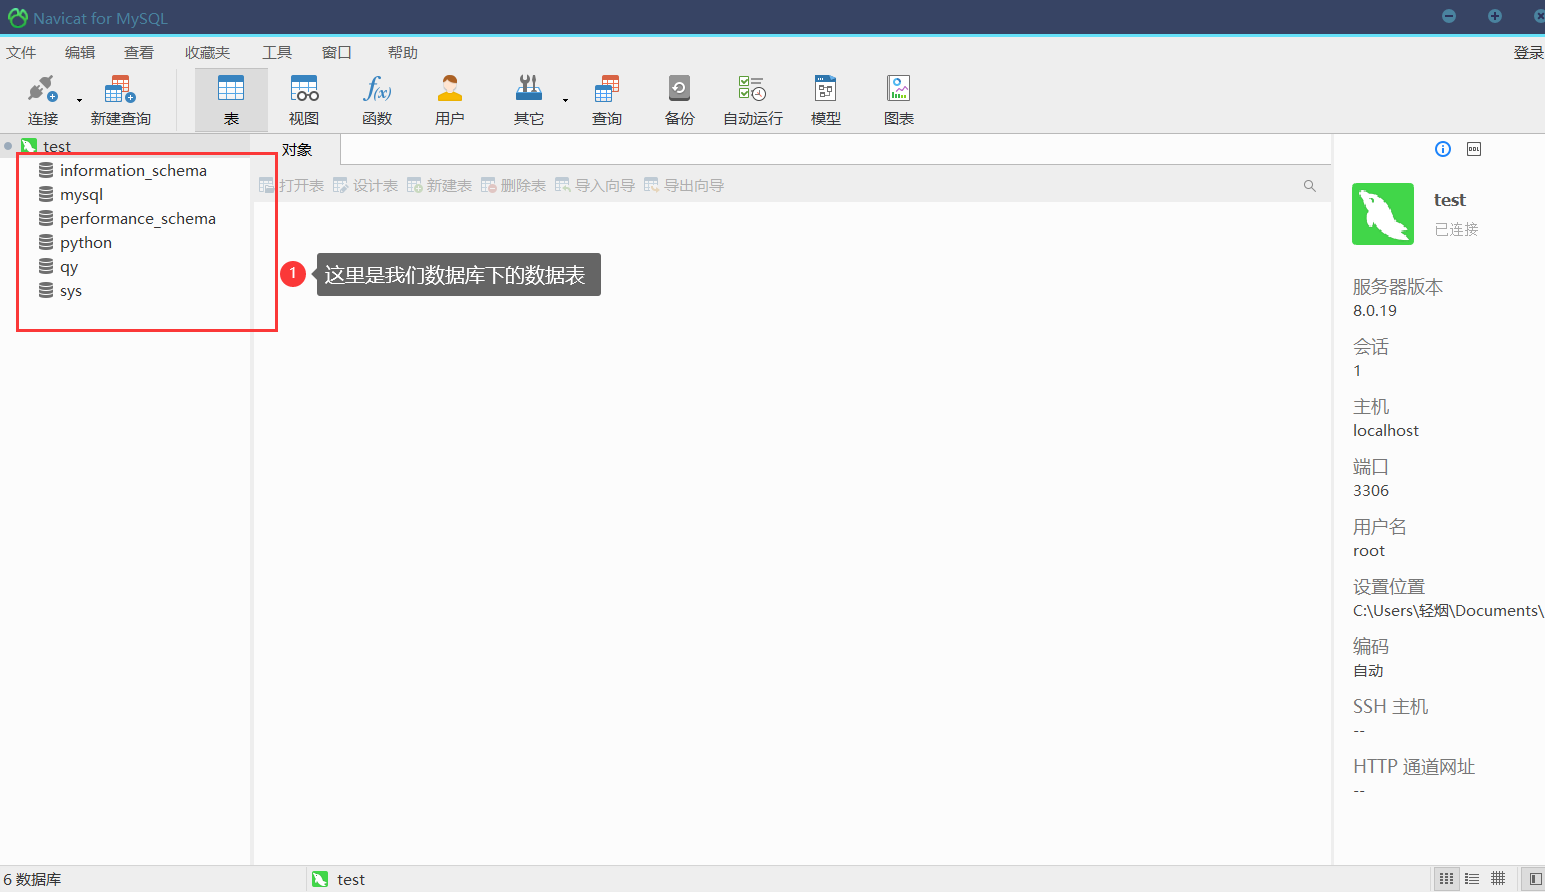 Navicat for MySQL
文件 编辑 查看 收藏夹 工具 窗口 帮助 登录
连接 新建查询 表 视图 函数 用户 其它 查询 备份 自动运行 模型 图表
test
information_schema
mysql
performance_schema
python
qy
sys
对象
打开表 设计表 新建表 删除表 导入向导 导出向导
1 这里是我们数据库下的数据表
DDL
test
已连接
服务器版本
8.0.19
会话
1
主机
localhost
端口
3306
用户名
root
设置位置
C:\Users\轻烟\Documents\
编码
自动
SSH 主机
--
HTTP 通道网址
--
6 数据库 test